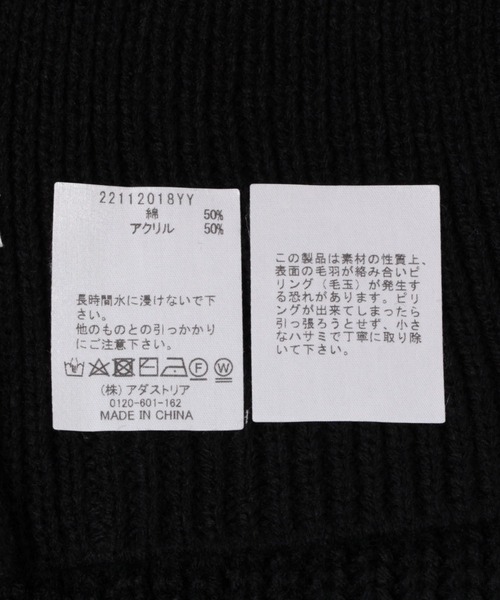 22112018YY
綿 50%
アクリル 50%
長時間水に浸けないで下
さい。
他のものとの引っかかり
にご注意下さい。
F W
(株) アダストリア
0120-601-162
MADE IN CHINA
この製品は素材の性質上、
表面の毛羽が絡み合いピ
リング（毛玉）が発生す
る恐れがあります。ピリ
ングが出来てしまったら
引っ張ろうとせず、小さ
なハサミで丁寧に取り除
いて下さい。